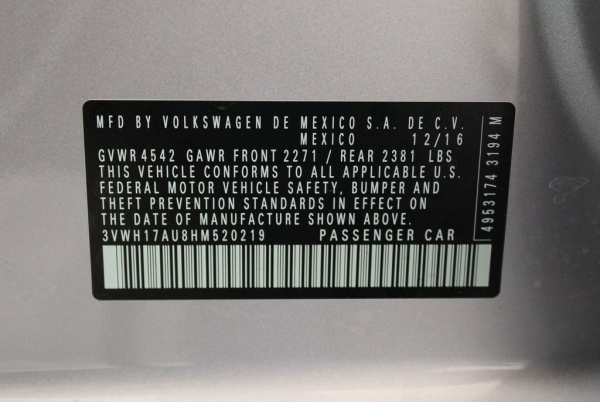 MFD BY VOLKSWAGEN DE MEXICO S.A. DE C.V.
MEXICO 12/16
GVWR 4542 GAWR FRONT 2271 / REAR 2381 LBS
THIS VEHICLE CONFORMS TO ALL APPLICABLE U.S.
FEDERAL MOTOR VEHICLE SAFETY, BUMPER AND
THEFT PREVENTION STANDARDS IN EFFECT ON
THE DATE OF MANUFACTURE SHOWN ABOVE.
3VWH17AU8HM520219 PASSENGER CAR
4953174 3194 M